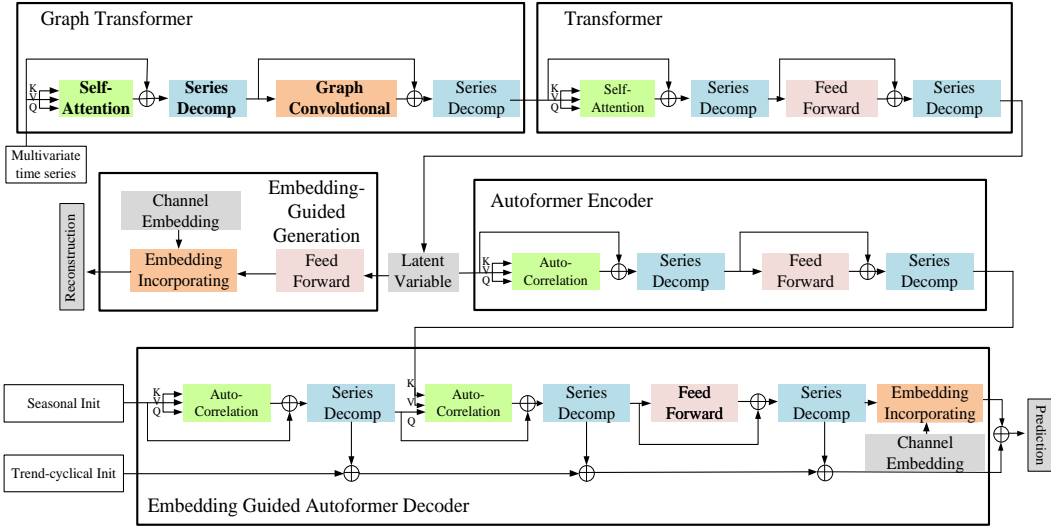 Graph Transformer
K
V
Q
Self-
Attention
Series
Decomp
Graph
Convolutional
Series
Decomp
Multivariate
time series
Transformer
K
V
Q
Self-
Attention
Series
Decomp
Feed
Forward
Series
Decomp
Reconstruction
Embedding-
Guided
Generation
Channel
Embedding
Embedding
Incorporating
Feed
Forward
Latent
Variable
Autoformer Encoder
K
V
Q
Auto-
Correlation
Series
Decomp
Feed
Forward
Series
Decomp
Seasonal Init
K
V
Q
Auto-
Correlation
Series
Decomp
K
V
Q
Auto-
Correlation
Series
Decomp
Feed
Forward
Series
Decomp
Embedding
Incorporating
Channel
Embedding
Prediction
Trend-cyclical Init
Embedding Guided Autoformer Decoder